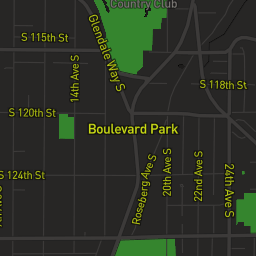 Country Club
Glendale Way S
S 115th St
14th Ave S
S 118th St
S 120th St
Boulevard Park
S 124th St
Roseberg Ave S
20th Ave S
22nd Ave S
24th Ave S